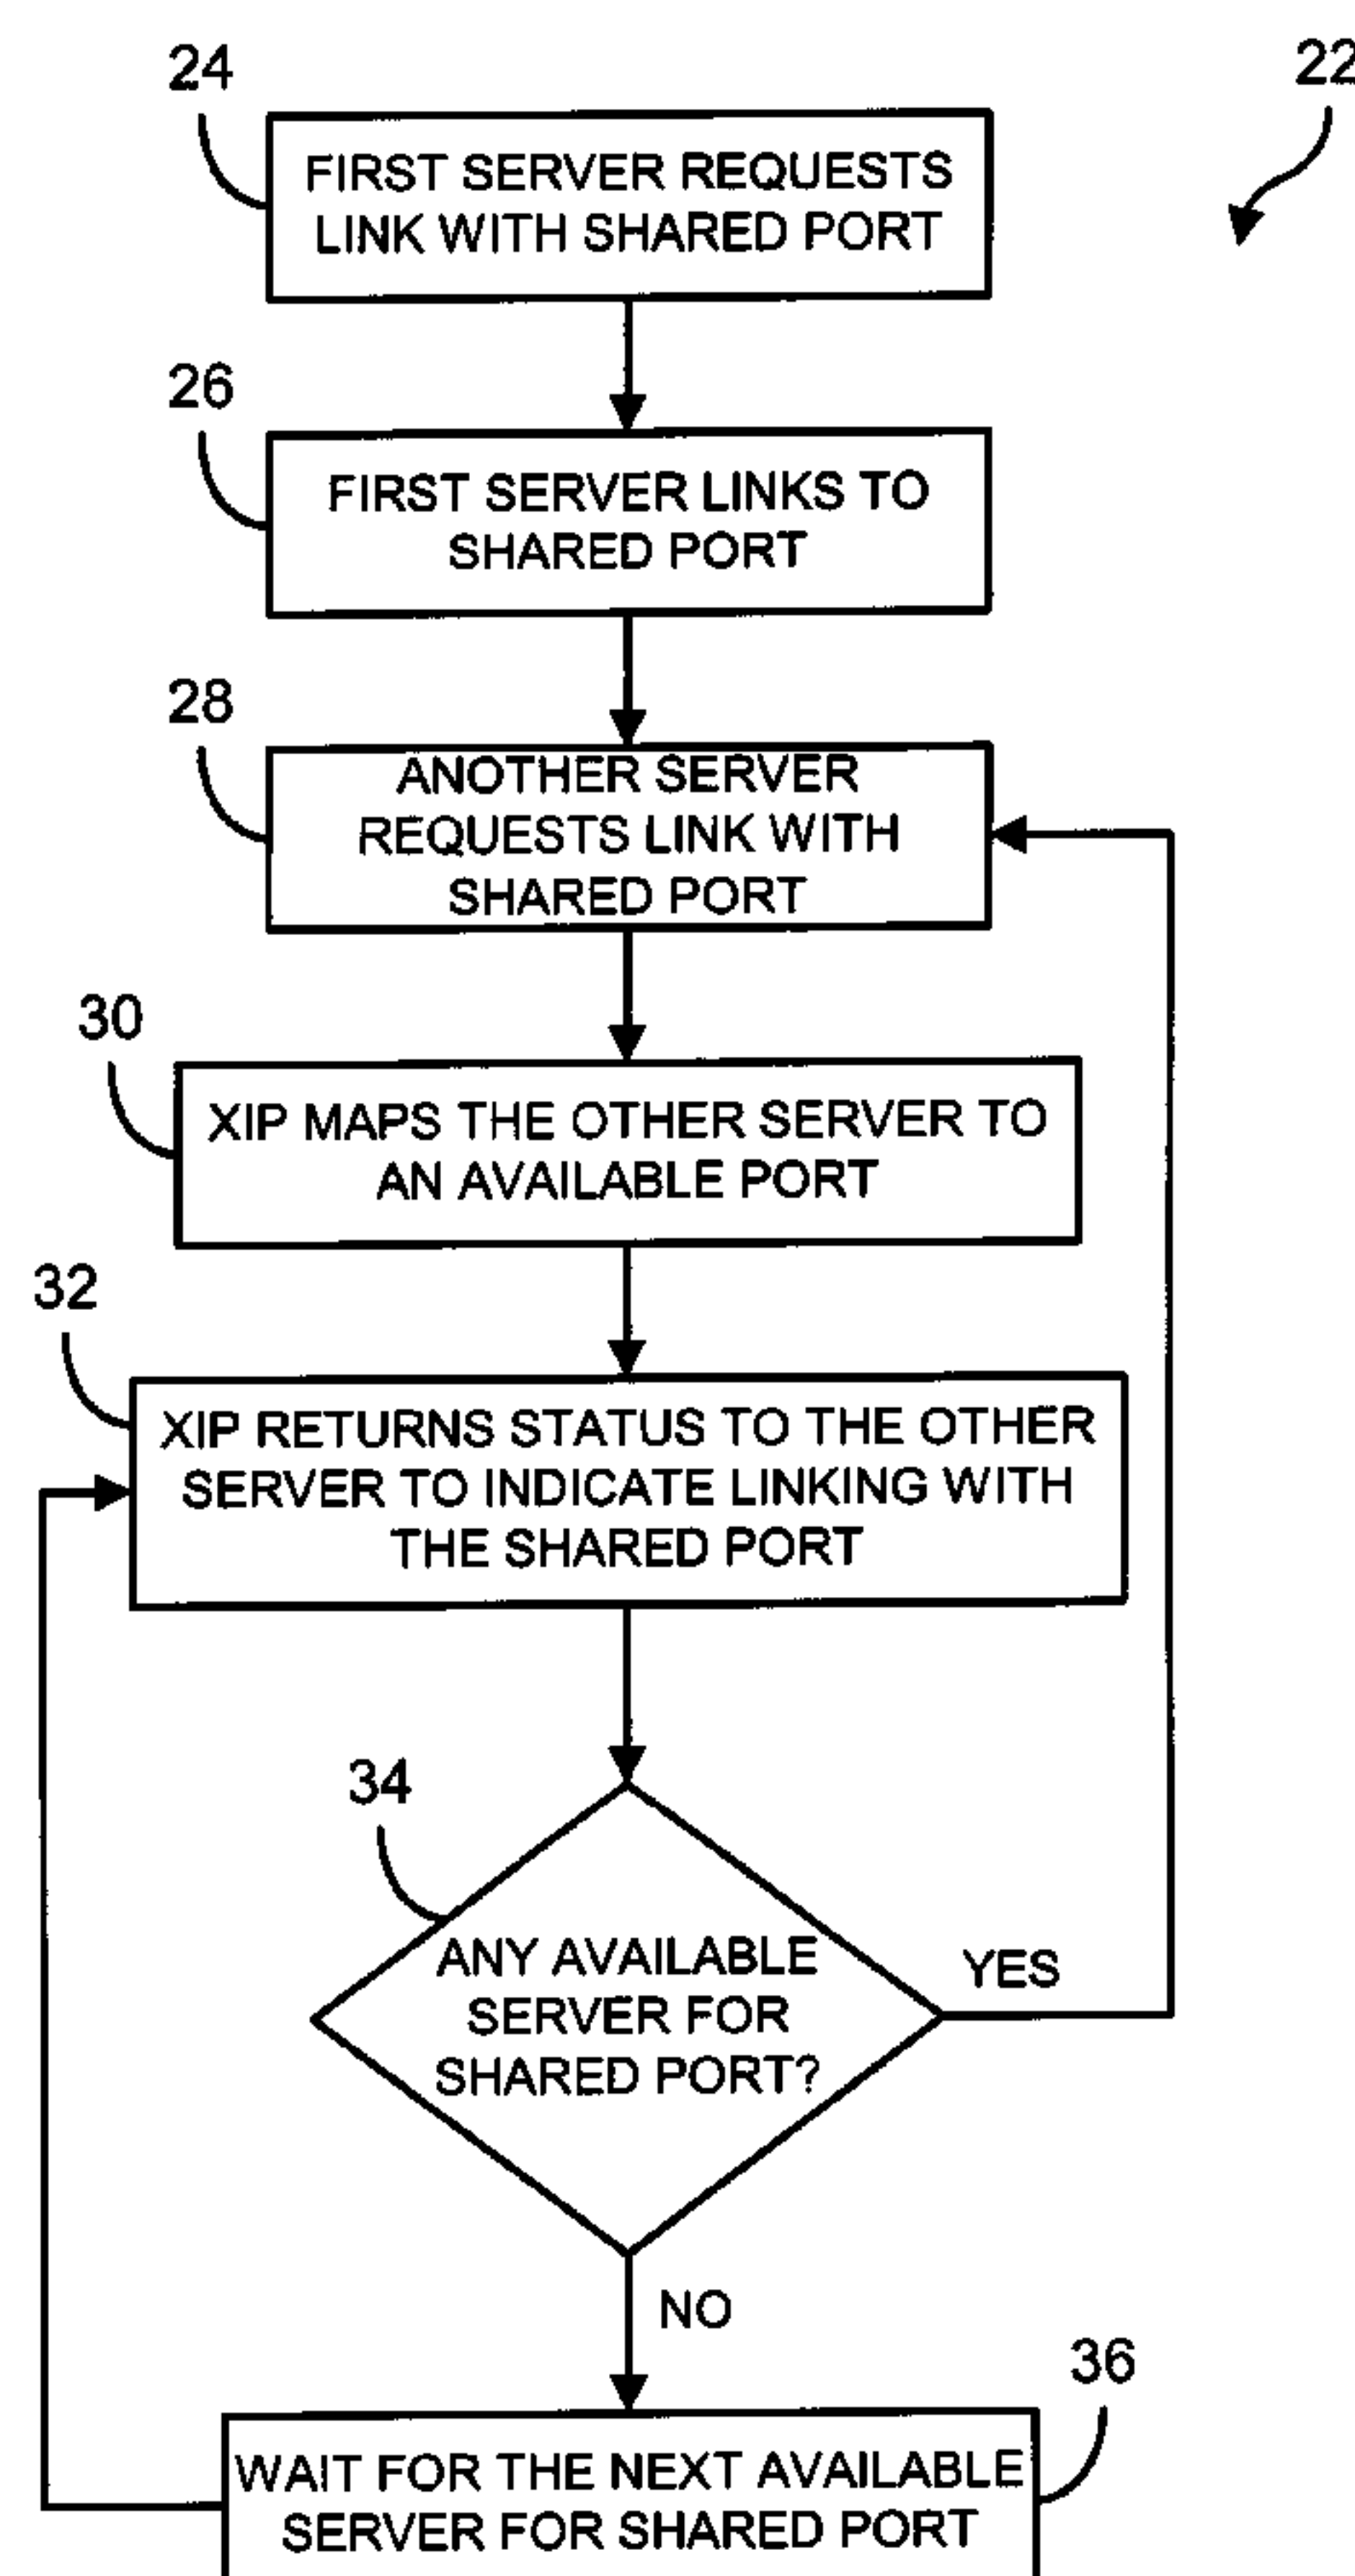 24
22
FIRST SERVER REQUESTS
LINK WITH SHARED PORT
26
FIRST SERVER LINKS TO
SHARED PORT
28
ANOTHER SERVER
REQUESTS LINK WITH
SHARED PORT
30
XIP MAPS THE OTHER SERVER TO
AN AVAILABLE PORT
32
XIP RETURNS STATUS TO THE OTHER
SERVER TO INDICATE LINKING WITH
THE SHARED PORT
34
ANY AVAILABLE
SERVER FOR
SHARED PORT?
YES
NO
36
WAIT FOR THE NEXT AVAILABLE
SERVER FOR SHARED PORT